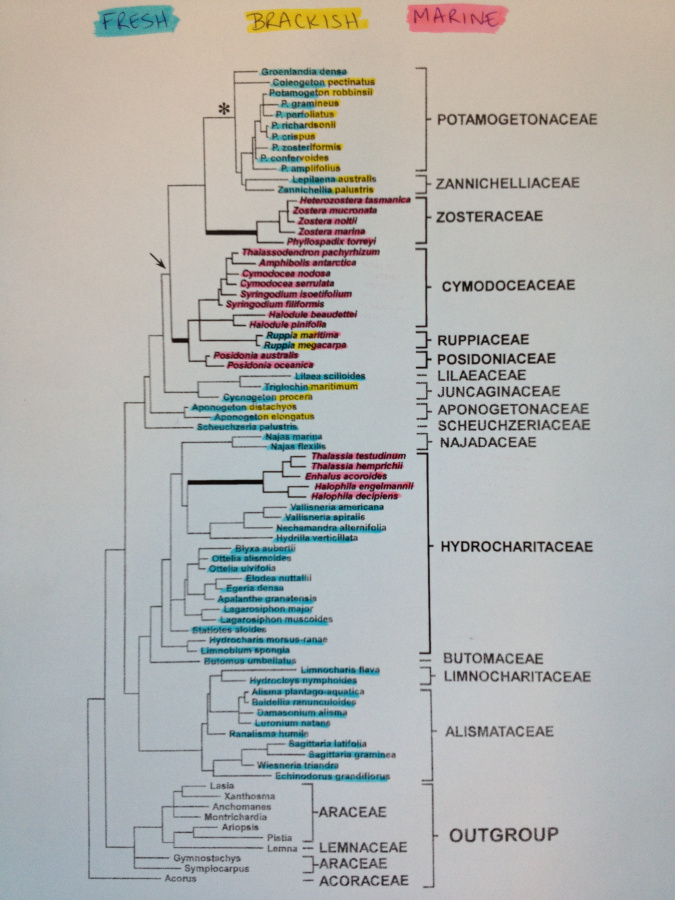 FRESH BRACKISH MARINE
Groenlandia densa
Coleogeton pectinatus
Potamogeton robbinsii
P. gramineus
P. perfoliatus
P. richardsonii
P. crispus
P. zosteriformis
P. confervoides
P. amplifolius
POTAMOGETONACEAE
*
Lepilaena australis
Zannichellia palustris
ZANNICHELLIACEAE
Heterozostera tasmanica
Zostera mucronata
Zostera noltii
Zostera marina
Phyllospadix torreyi
ZOSTERACEAE
Thalassodendron pachyrhizum
Amphibolis antarctica
Cymodocea nodosa
Cymodocea serrulata
Syringodium isoetifolium
Syringodium filiformis
Halodule beaudettei
Halodule pinifolia
CYMODOCEACEAE
Ruppia maritima
Ruppia megacarpa
RUPPIACEAE
Posidonia australis
Posidonia oceanica
POSIDONIACEAE
Lilaea scilloides
LILAEACEAE
Triglochin maritimum
Cycnogeton procera
JUNCAGINACEAE
Aponogeton distachyos
Aponogeton elongatus
APONOGETONACEAE
Scheuchzeria palustris
SCHEUCHZERIACEAE
Najas marina
Najas flexilis
NAJADACEAE
Thalassia testudinum
Thalassia hemprichii
Enhalus acoroides
Halophila engelmannii
Halophila decipiens
Vallisneria americana
Vallisneria spiralis
Nechamandra alternifolia
Hydrilla verticillata
Blyxa aubertii
Ottelia alismoides
Ottelia ulvifolia
Elodea nuttallii
Egeria densa
Apalanthe granatensis
Lagarosiphon major
Lagarosiphon muscoides
Statiotes aloides
Hydrocharis morsus-ranae
Limnobium spongia
HYDROCHARITACEAE
Butomus umbellatus
BUTOMACEAE
Limnocharis flava
Hydrocleys nymphoides
LIMNOCHARITACEAE
Alisma plantago-aquatica
Baldellia ranunculoides
Damasonium alisma
Luronium natans
Ranalisma humile
Sagittaria latifolia
Sagittaria graminea
Wiesneria triandra
Echinodorus grandiflorus
ALISMATACEAE
Lasia
Xanthosma
Anchomanes
Montrichardia
Ariopsis
Pistia
ARACEAE
Lemna
LEMNACEAE
Gymnostachys
Symplocarpus
ARACEAE
Acorus
ACORACEAE
OUTGROUP